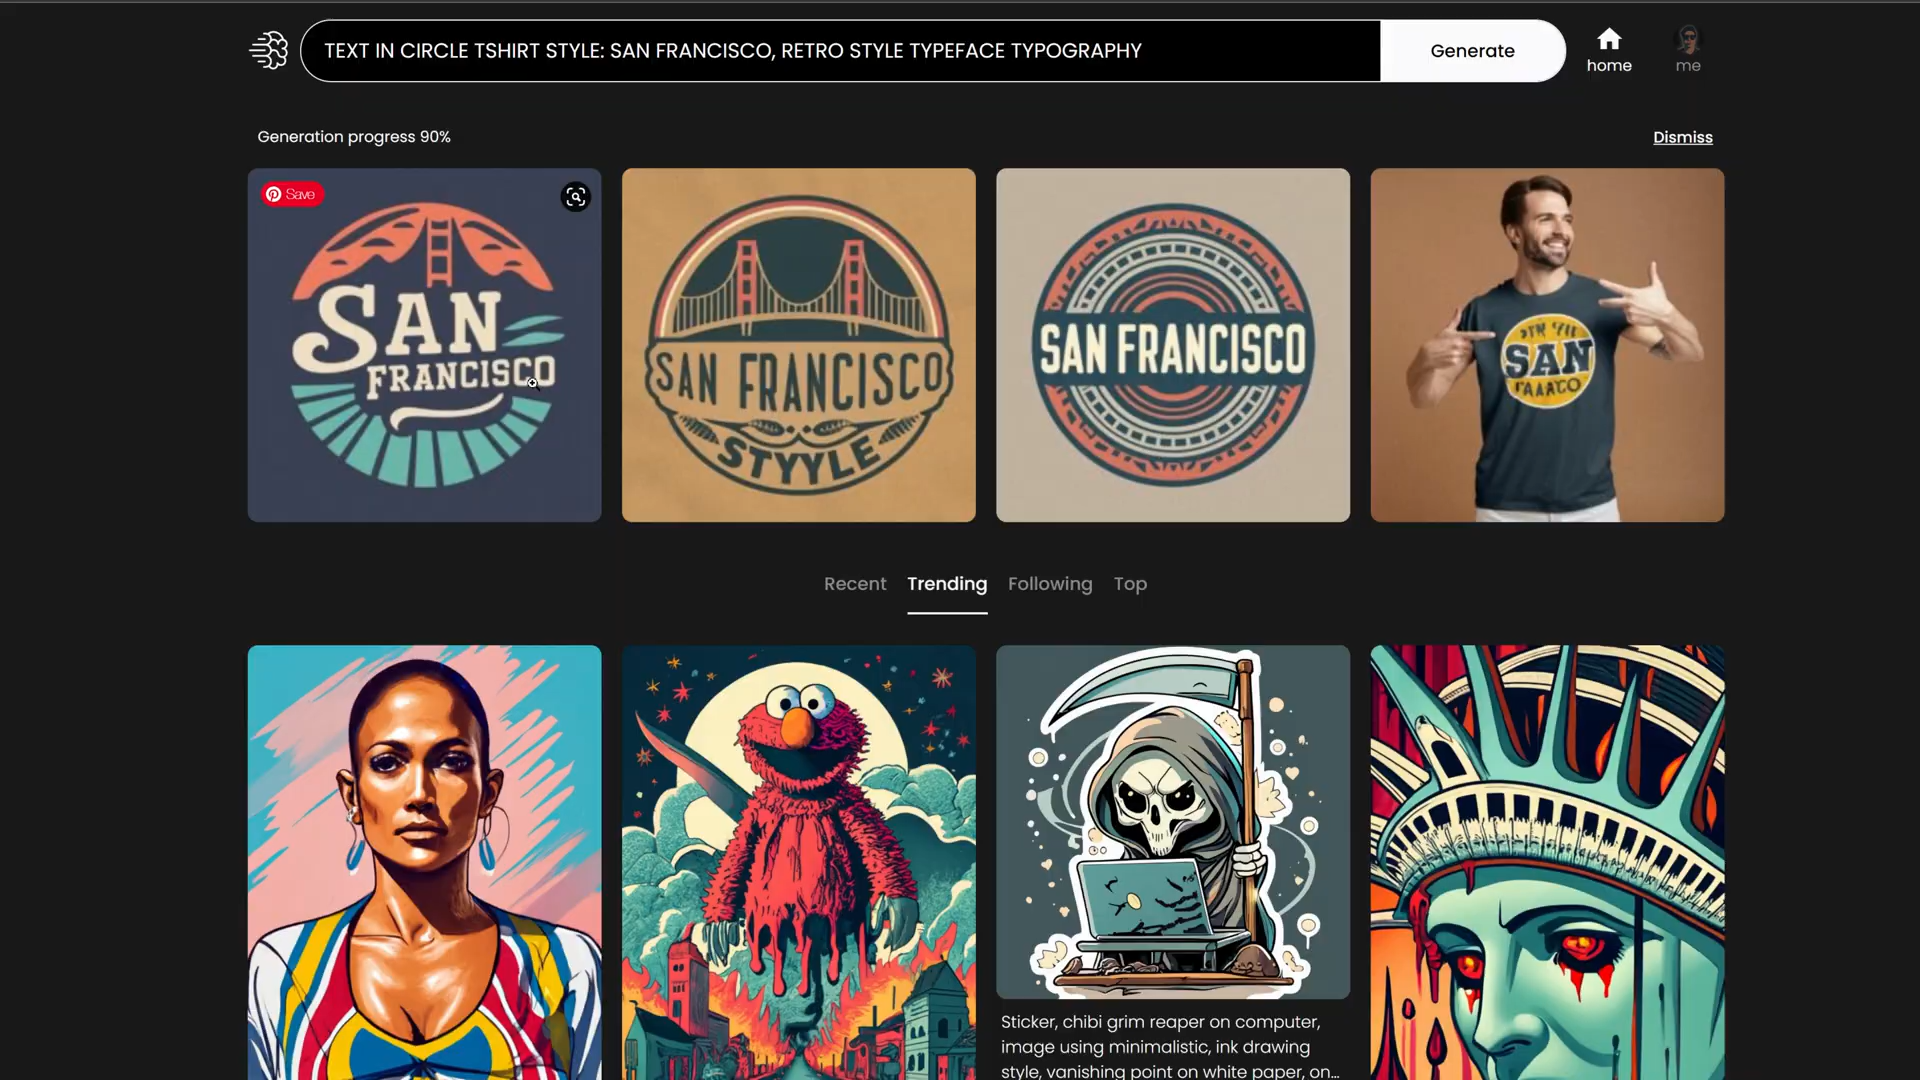 TEXT IN CIRCLE TSHIRT STYLE: SAN FRANCISCO, RETRO STYLE TYPEFACE TYPOGRAPHY
Generate
home
me
Generation progress 90%
Dismiss
Save
SAN
FRANCISCO
SAN FRANCISCO
STYYLE
SAN FRANCISCO
SAN
Recent
Trending
Following
Top
Sticker, chibi grim reaper on computer,
image using minimalistic, ink drawing
style, vanishing point on white paper, on...